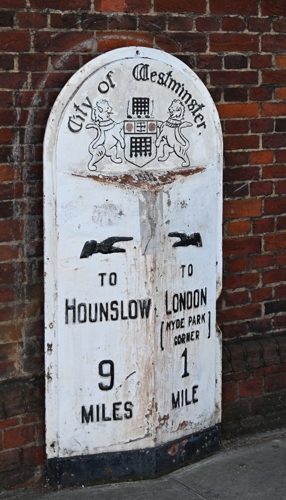 City of Westminster.
TO
HOUNSLOW
9
MILES
TO
LONDON
[HYDE PARK
CORNER]
1
MILE